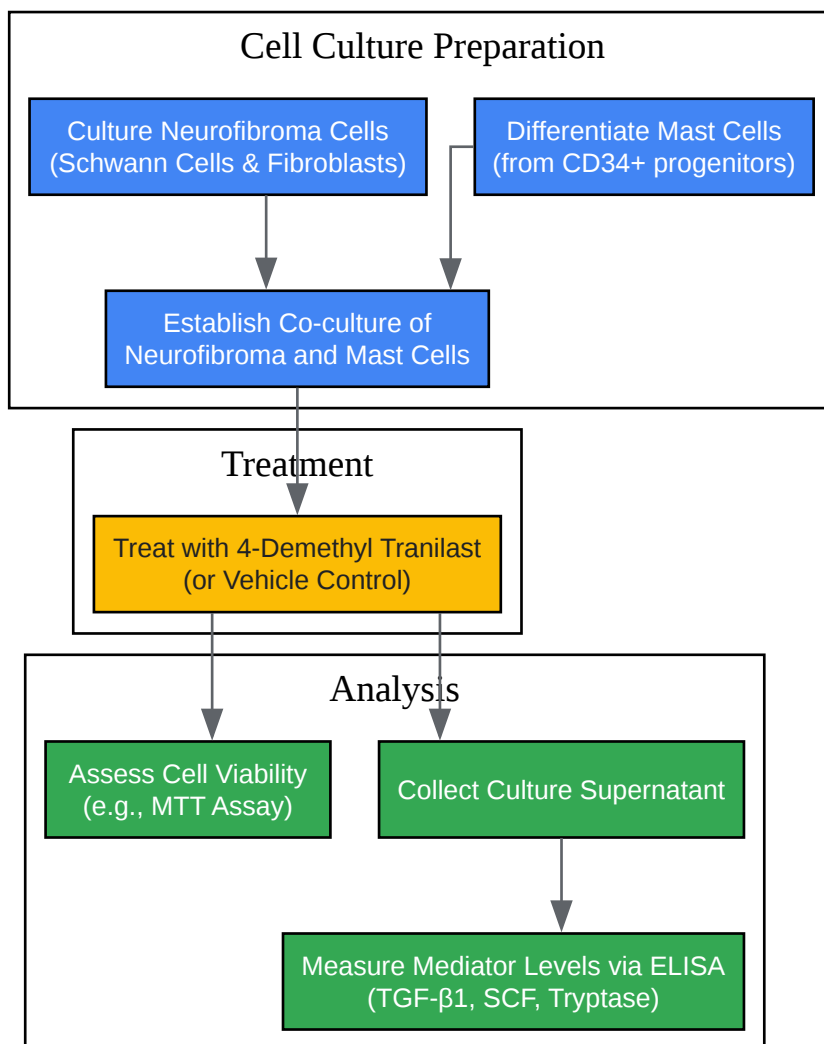 Cell Culture Preparation
Culture Neurofibroma Cells
(Schwann Cells & Fibroblasts)
Differentiate Mast Cells
(from CD34+ progenitors)
Establish Co-culture of
Neurofibroma and Mast Cells
Treatment
Treat with 4-Demethyl Tranilast
(or Vehicle Control)
Analysis
Assess Cell Viability
(e.g., MTT Assay)
Collect Culture Supernatant
Measure Mediator Levels via ELISA
(TGF-β1, SCF, Tryptase)